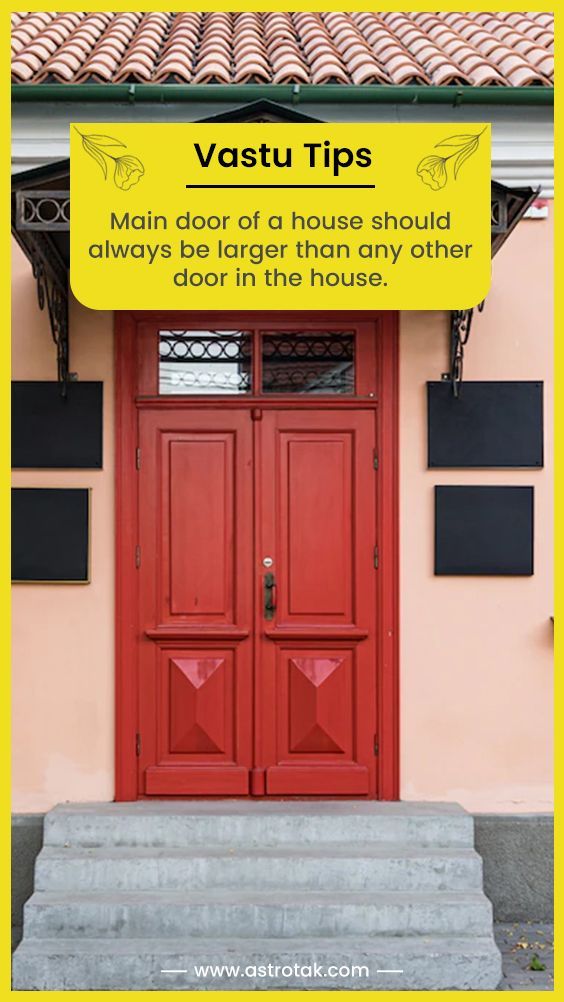 Vastu Tips
Main door of a house should
always be larger than any other
door in the house.
www.astrotak.com